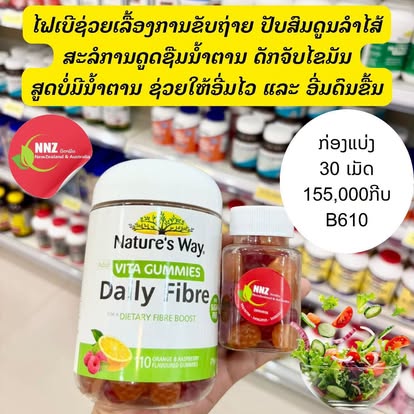 ໄຟເບີຊ່ວຍເລື້ອງການຂັບຖ່າຍ ປັບສົມດູນລຳໄສ້
ສະລໍການດູດຊຶມນ້ຳຕານ ດັກຈັບໄຂມັນ
ສູດບໍ່ມີນ້ຳຕານ ຊ່ວຍໃຫ້ອີ່ມໄວ ແລະ ອີ່ມດົນຂື້ນ
NNZ
NewZealand & Australia
ກ່ອງແບ່ງ
30 ເມັດ
155,000ກີບ
B610
Nature's Way
VITA GUMMIES
Daily Fibre
DIETARY FIBRE BOOST
110 ORANGE & RASPBERRY
FLAVOURED GUMMIES
NNZ